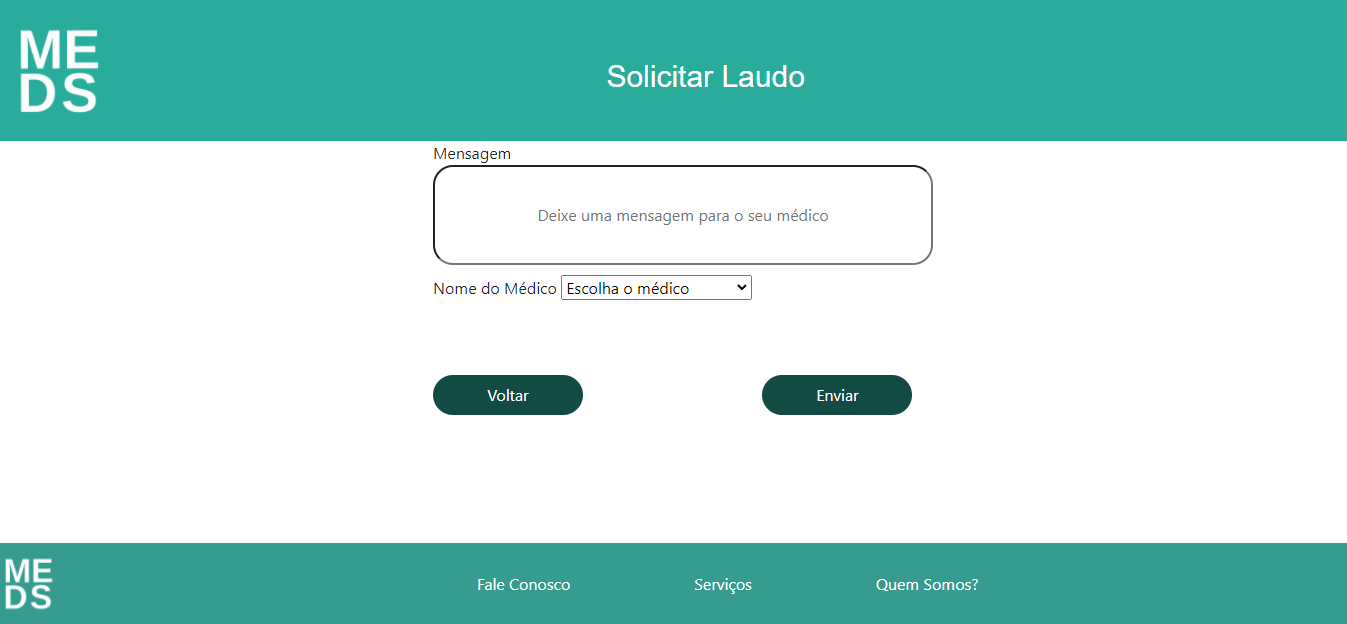 ME
DS
Solicitar Laudo
Mensagem
Deixe uma mensagem para o seu médico
Nome do Médico Escolha o médico
Voltar Enviar
ME
DS
Fale Conosco Serviços Quem Somos?